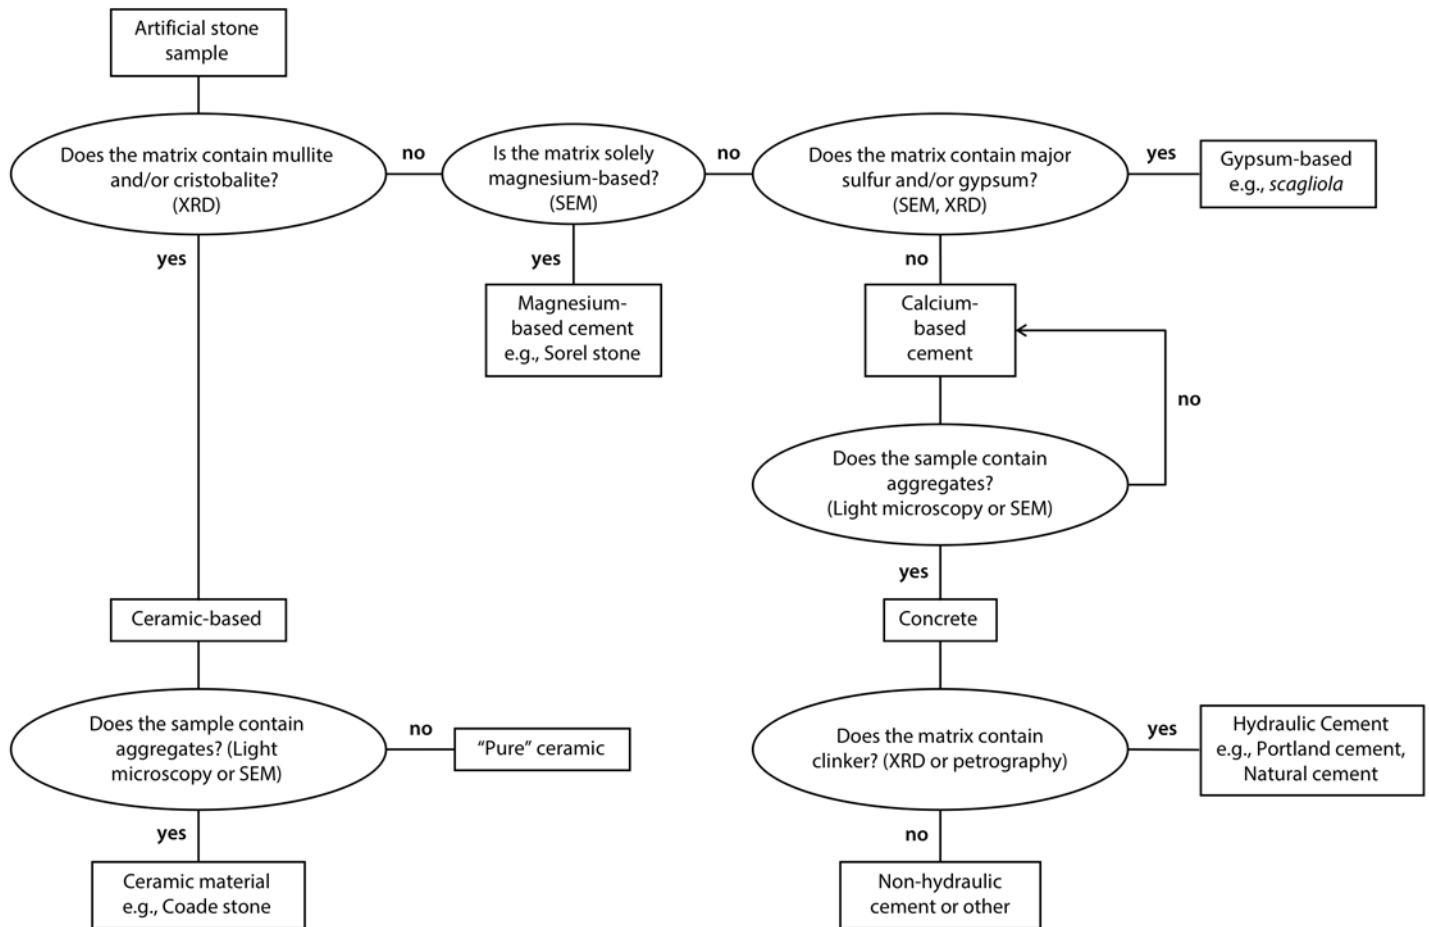 Artificial stone
sample
Does the matrix contain mullite
and/or cristobalite?
(XRD)
no
Is the matrix solely
magnesium-based?
(SEM)
no
Does the matrix contain major
sulfur and/or gypsum?
(SEM, XRD)
yes
Gypsum-based
e.g., scagliola
yes
yes
no
Magnesium-
based cement
e.g., Sorel stone
Calcium-
based
cement
no
Does the sample contain
aggregates?
(Light microscopy or SEM)
yes
Ceramic-based
Concrete
Does the sample contain
aggregates? (Light
microscopy or SEM)
no
"Pure" ceramic
Does the matrix contain
clinker? (XRD or petrography)
yes
Hydraulic Cement
e.g., Portland cement,
Natural cement
yes
no
Ceramic material
e.g., Coade stone
Non-hydraulic
cement or other